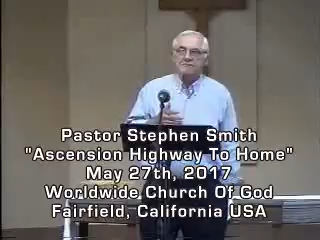 Pastor Stephen Smith
"Ascension Highway To Home"
May 27th, 2017
Worldwide Church Of God
Fairfield, California USA